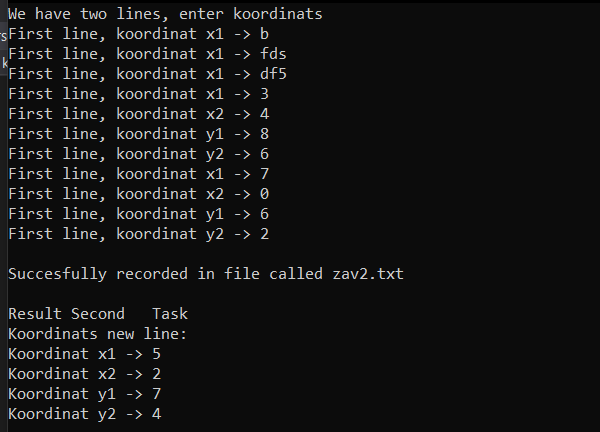 We have two lines, enter koordinats
First line, koordinat x1 -> b
First line, koordinat x1 -> fds
First line, koordinat x1 -> df5
First line, koordinat x1 -> 3
First line, koordinat x2 -> 4
First line, koordinat y1 -> 8
First line, koordinat y2 -> 6
First line, koordinat x1 -> 7
First line, koordinat x2 -> 0
First line, koordinat y1 -> 6
First line, koordinat y2 -> 2
Succesfully recorded in file called zav2.txt
Result Second   Task
Koordinats new line:
Koordinat x1 -> 5
Koordinat x2 -> 2
Koordinat y1 -> 7
Koordinat y2 -> 4